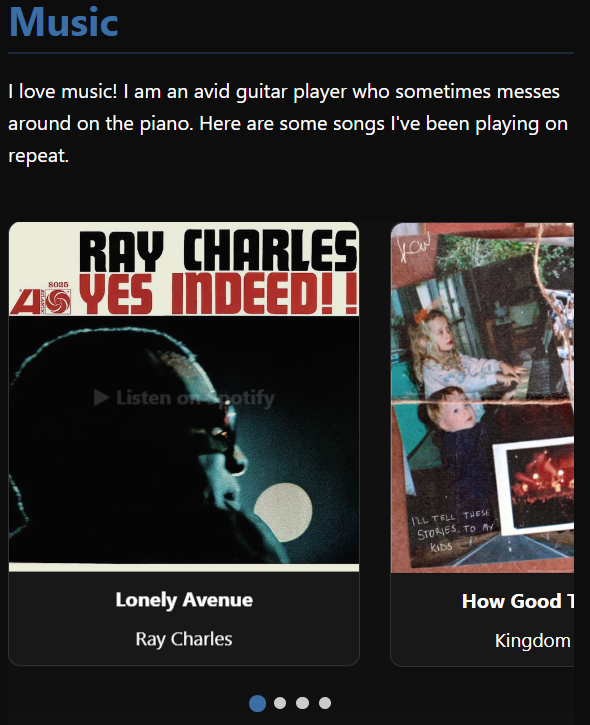 Music
I love music! I am an avid guitar player who sometimes messes
around on the piano. Here are some songs I've been playing on
repeat.
RAY CHARLES
8025
YES INDEED!!
▶ Listen on Spotify
I'LL TELL THESE
STORIES TO MY
KIDS
Lonely Avenue
Ray Charles
How Good T
Kingdom